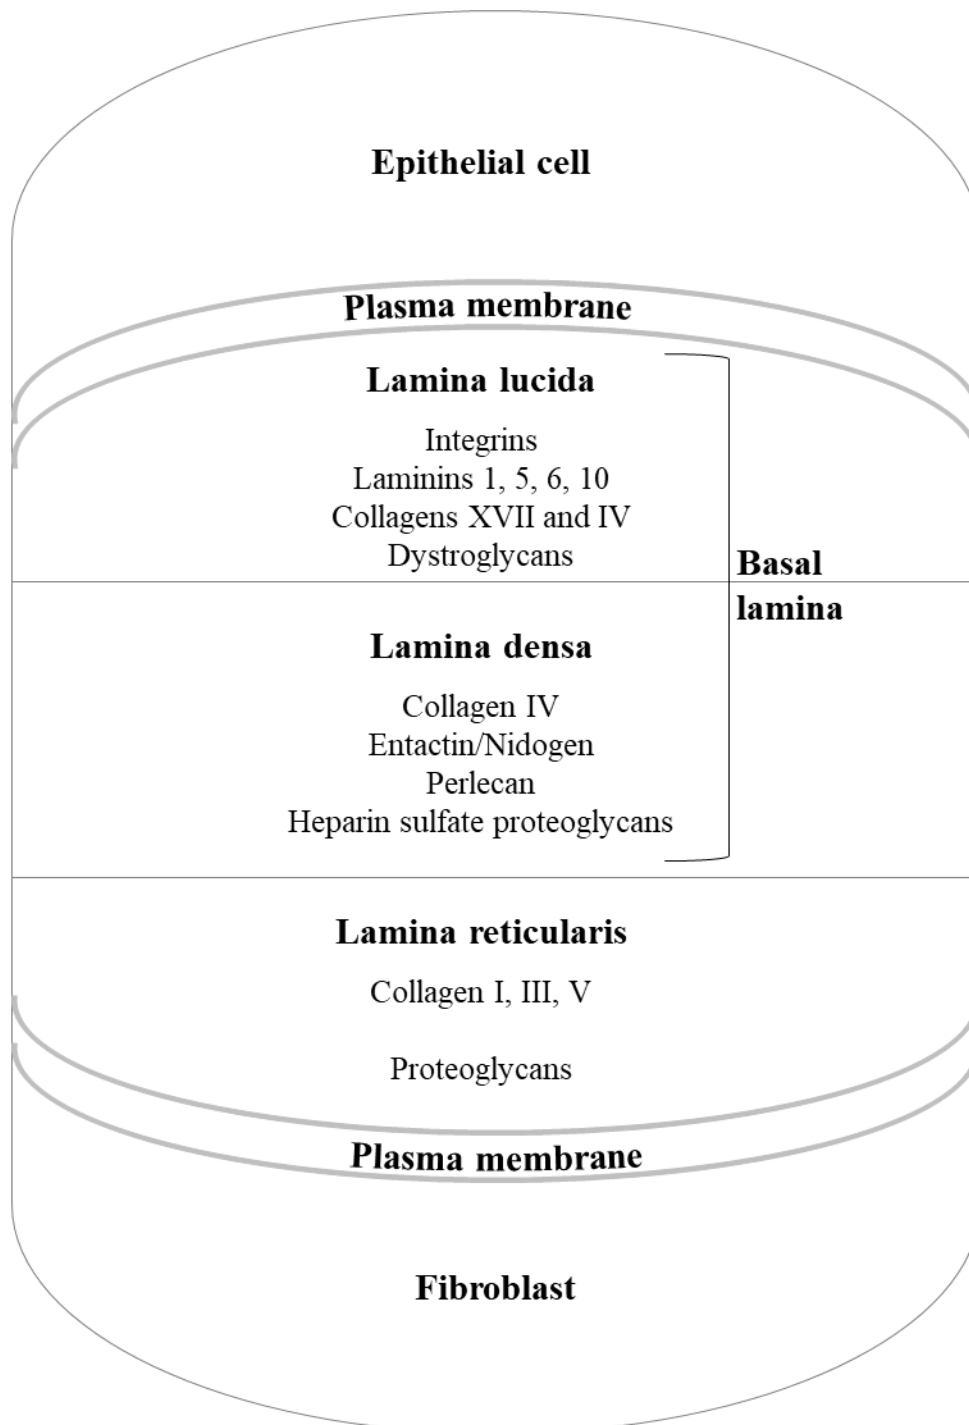 Epithelial cell
Plasma membrane
Lamina lucida
Integrins
Laminins 1, 5, 6, 10
Collagens XVII and IV
Dystroglycans
Basal
lamina
Lamina densa
Collagen IV
Entactin/Nidogen
Perlecan
Heparin sulfate proteoglycans
Lamina reticularis
Collagen I, III, V
Proteoglycans
Plasma membrane
Fibroblast